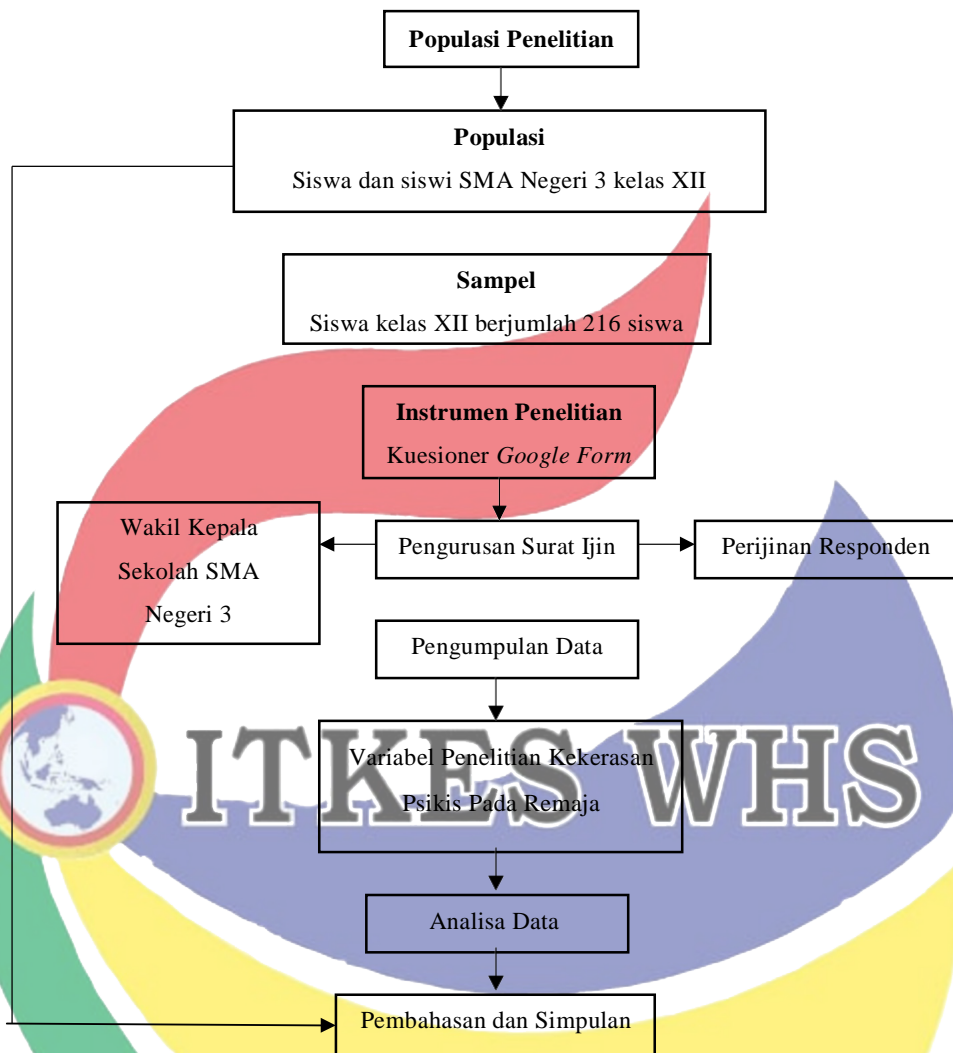 Populasi Penelitian
Populasi
Siswa dan siswi SMA Negeri 3 kelas XII
Sampel
Siswa kelas XII berjumlah 216 siswa
Instrumen Penelitian
Kuesioner Google Form
Wakil Kepala
Sekolah SMA
Negeri 3
Pengurusan Surat Ijin
Perijinan Responden
Pengumpulan Data
ITKES WHS
Variabel Penelitian Kekerasan
Psikis Pada Remaja
Analisa Data
Pembahasan dan Simpulan